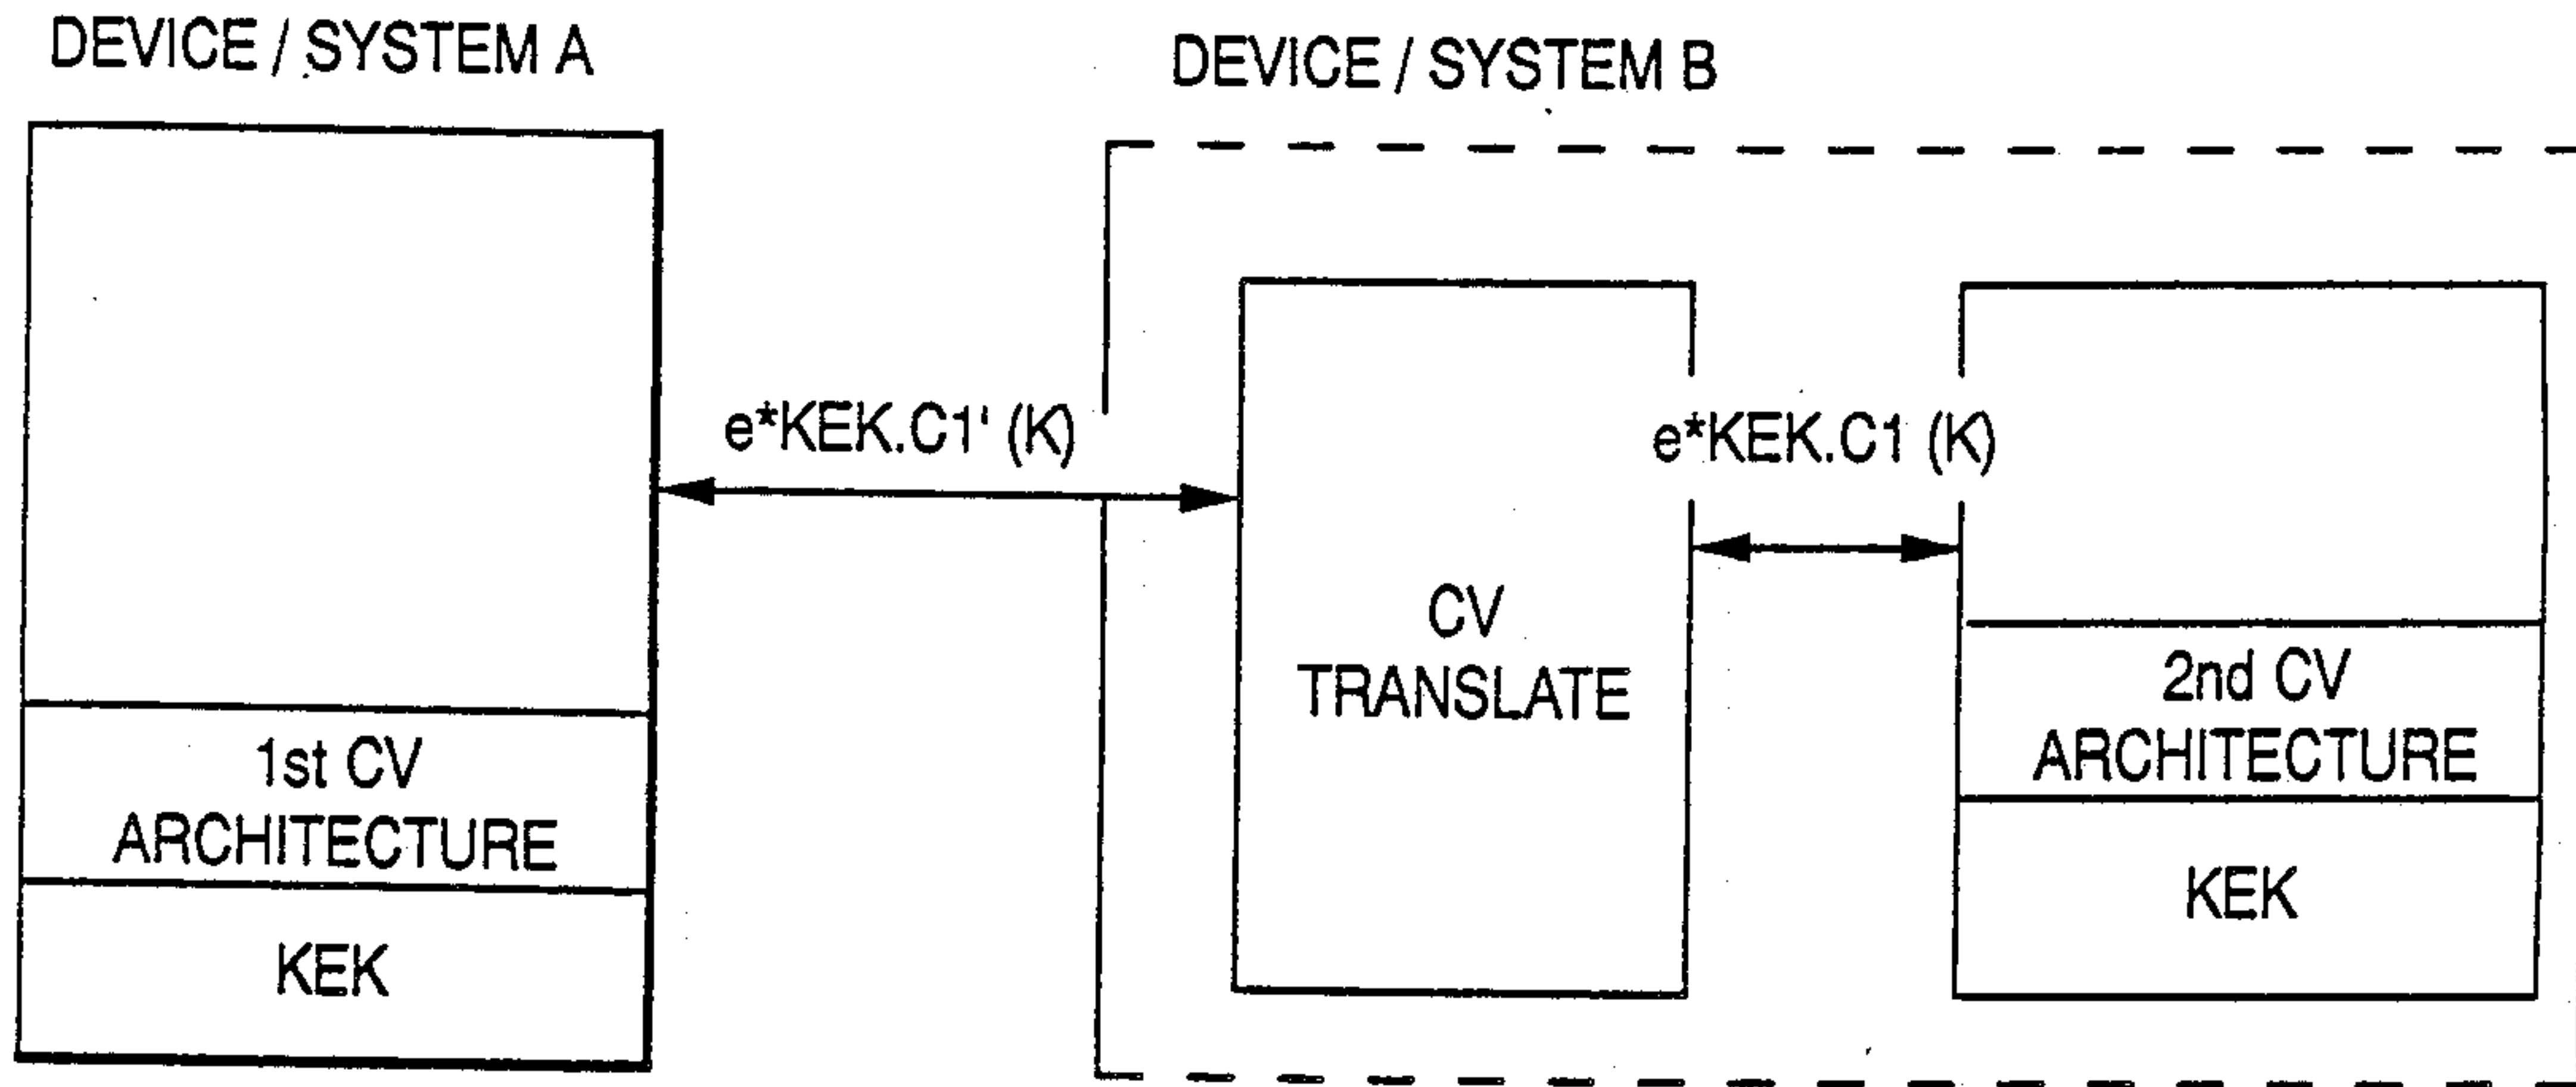 DEVICE / SYSTEM A
DEVICE / SYSTEM B
e*KEK.C1' (K)
e*KEK.C1 (K)
CV
TRANSLATE
1st CV
ARCHITECTURE
KEK
2nd CV
ARCHITECTURE
KEK